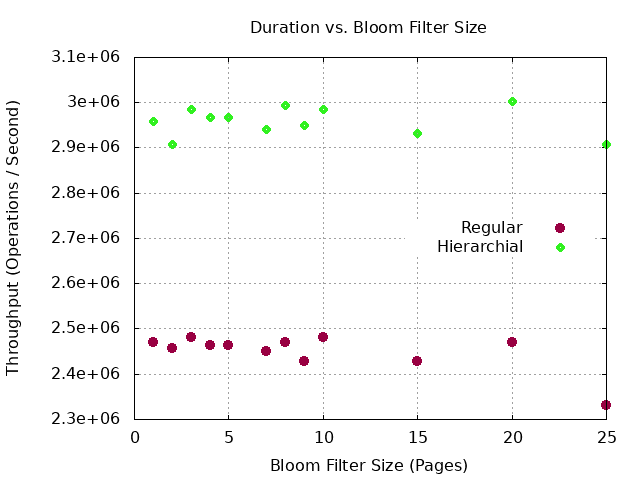 Duration vs. Bloom Filter Size
Throughput (Operations / Second)
3.1e+06
3e+06
2.9e+06
2.8e+06
2.7e+06
2.6e+06
2.5e+06
2.4e+06
2.3e+06
Regular
Hierarchial
0 5 10 15 20 25
Bloom Filter Size (Pages)